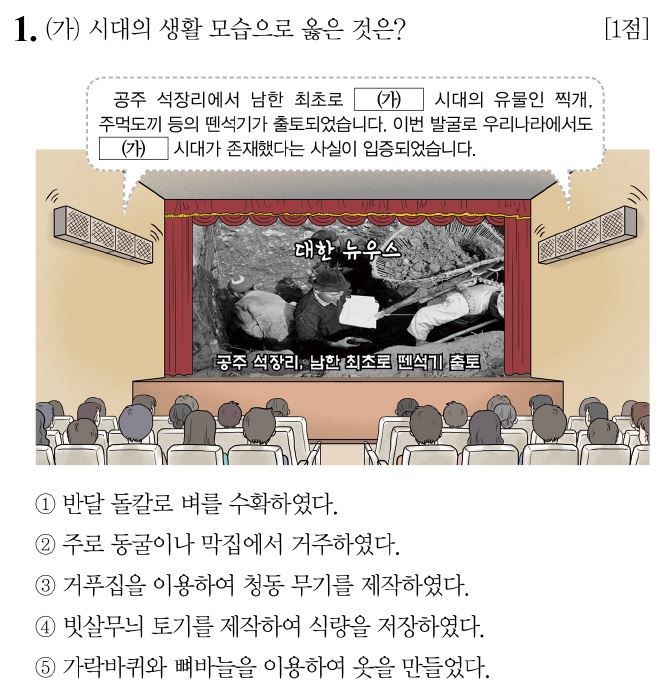 1. (가) 시대의 생활 모습으로 옳은 것은? [1점]
공주 석장리에서 남한 최초로 (가) 시대의 유물인 찍개,
주먹도끼 등의 뗀석기가 출토되었습니다. 이번 발굴로 우리나라에서도
(가) 시대가 존재했다는 사실이 입증되었습니다.
대한 뉴우스
공주 석장리, 남한 최초로 뗀석기 출토
① 반달 돌칼로 벼를 수확하였다.
② 주로 동굴이나 막집에서 거주하였다.
③ 거푸집을 이용하여 청동 무기를 제작하였다.
④ 빗살무늬 토기를 제작하여 식량을 저장하였다.
⑤ 가락바퀴와 뼈바늘을 이용하여 옷을 만들었다.